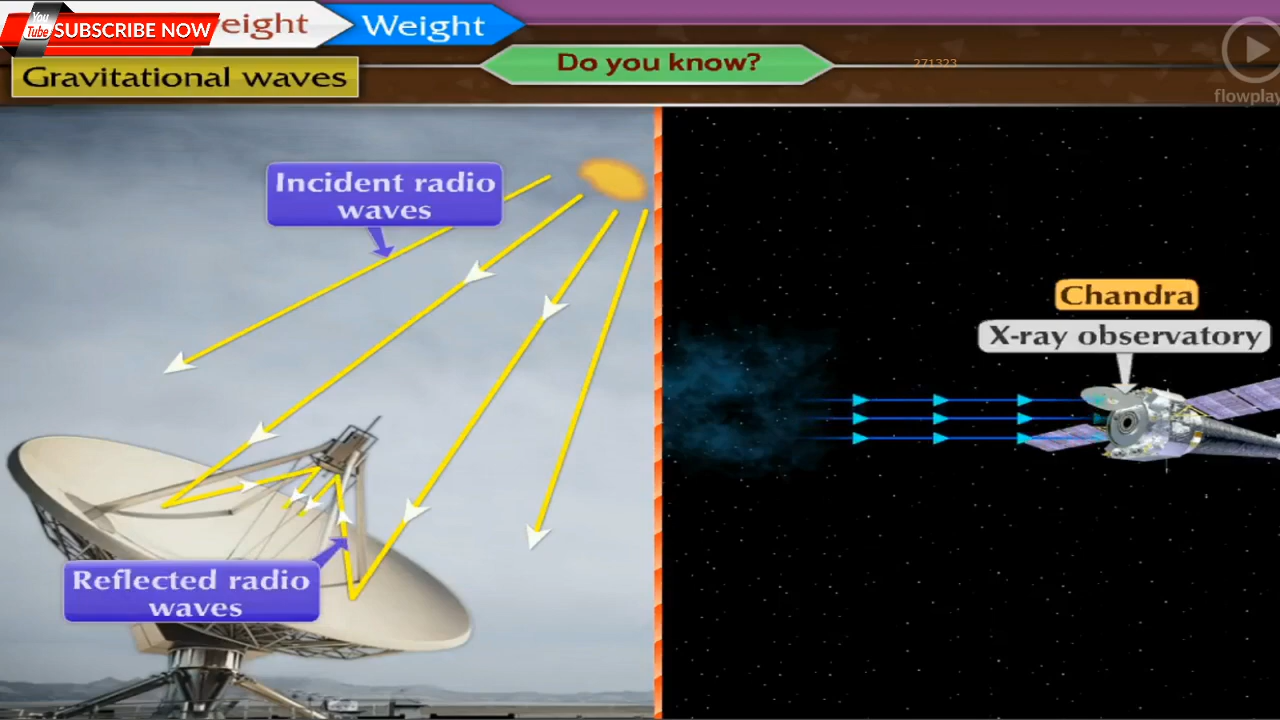 You
Tube
SUBSCRIBE NOW
eight
Weight
Gravitational waves
Do you know?
271323
flowplay
Incident radio
waves
Chandra
X-ray observatory
Reflected radio
waves